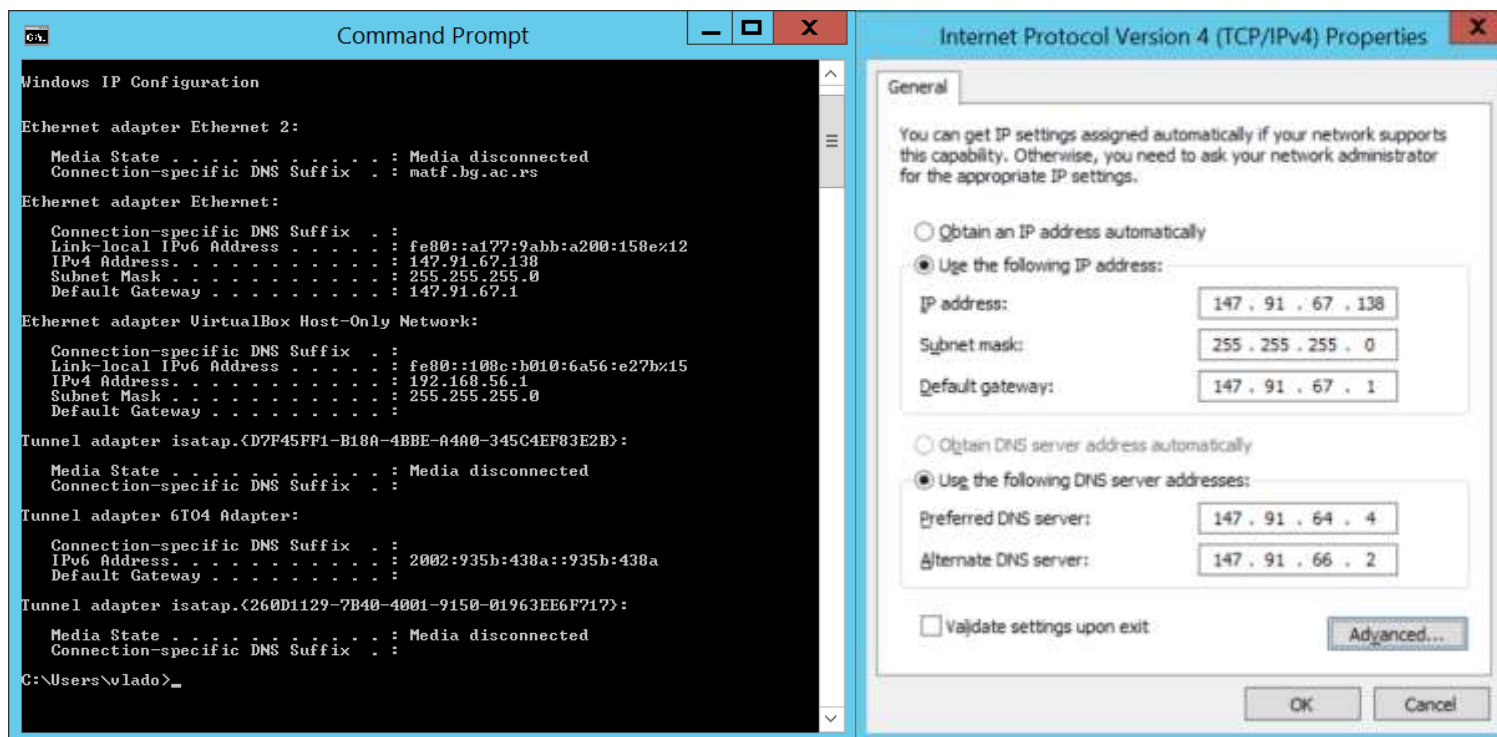 Command Prompt
Windows IP Configuration
Ethernet adapter Ethernet 2:
Media State . . . . . . . . . . . : Media disconnected
Connection-specific DNS Suffix . : matf.bg.ac.rs
Ethernet adapter Ethernet:
Connection-specific DNS Suffix . :
Link-local IPv6 Address . . . . . : fe80::a177:9abb:a200:158e%12
IPv4 Address. . . . . . . . . . . : 147.91.67.138
Subnet Mask . . . . . . . . . . . : 255.255.255.0
Default Gateway . . . . . . . . . : 147.91.67.1
Ethernet adapter VirtualBox Host-Only Network:
Connection-specific DNS Suffix . :
Link-local IPv6 Address . . . . . : fe80::108c:b010:6a56:e27b%15
IPv4 Address. . . . . . . . . . . : 192.168.56.1
Subnet Mask . . . . . . . . . . . : 255.255.255.0
Default Gateway . . . . . . . . . :
Tunnel adapter isatap.{D7F45FF1-B18A-4BBE-A4A0-345C4EF83E2B}:
Media State . . . . . . . . . . . : Media disconnected
Connection-specific DNS Suffix . :
Tunnel adapter 6TO4 Adapter:
Connection-specific DNS Suffix . :
IPv6 Address. . . . . . . . . . . : 2002:935b:438a::935b:438a
Default Gateway . . . . . . . . . :
Tunnel adapter isatap.{260D1129-7B40-4001-9150-01963EE6F717}:
Media State . . . . . . . . . . . : Media disconnected
Connection-specific DNS Suffix . :
C:\Users\vlado>_
Internet Protocol Version 4 (TCP/IPv4) Properties
General
You can get IP settings assigned automatically if your network supports
this capability. Otherwise, you need to ask your network administrator
for the appropriate IP settings.
Obtain an IP address automatically
Use the following IP address:
IP address: 147 . 91 . 67 . 138
Subnet mask: 255 . 255 . 255 . 0
Default gateway: 147 . 91 . 67 . 1
Obtain DNS server address automatically
Use the following DNS server addresses:
Preferred DNS server: 147 . 91 . 64 . 4
Alternate DNS server: 147 . 91 . 66 . 2
Validate settings upon exit
Advanced...
OK Cancel